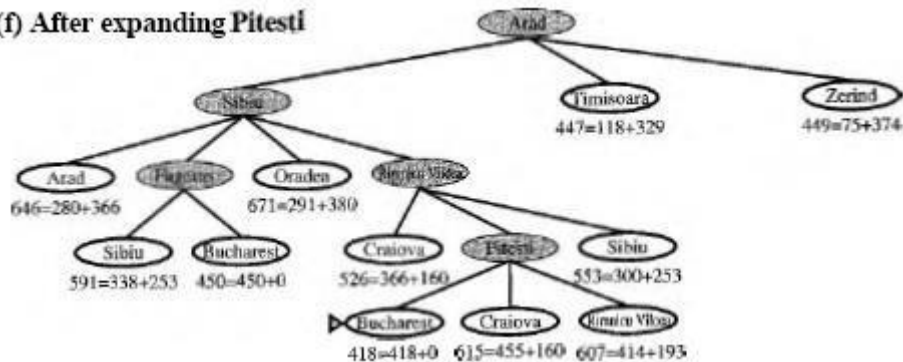 (f) After expanding Pitesti
Arad
Sibiu
Timisoara
447=118+329
Zerind
449=75+374
Arad
646=280+366
Fagaras
Oradea
671=291+380
Rimnicu Vilcea
Sibiu
591=338+253
Bucharest
450=450+0
Craiova
526=366+160
Pitesti
Sibiu
553=300+253
Bucharest
418=418+0
Craiova
615=455+160
Rimnicu Vilcea
607=414+193